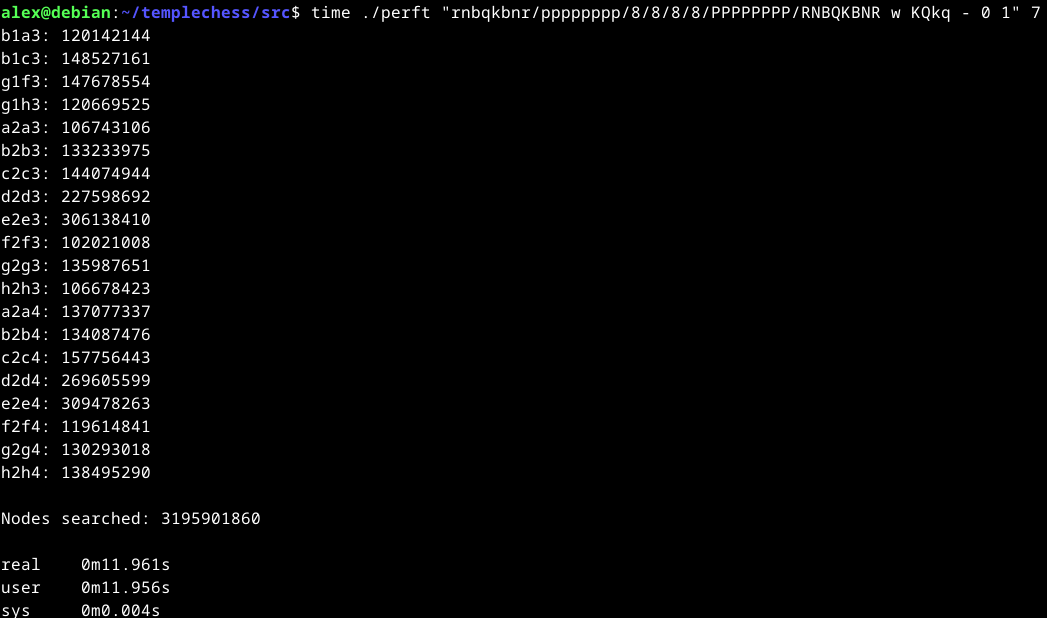 alex@debian:~/templechess/src$ time ./perft "rnbqkbnr/pppppppp/8/8/8/8/PPPPPPPP/RNBQKBNR w KQkq - 0 1" 7
b1a3: 120142144
b1c3: 148527161
g1f3: 147678554
g1h3: 120669525
a2a3: 106743106
b2b3: 133233975
c2c3: 144074944
d2d3: 227598692
e2e3: 306138410
f2f3: 102021008
g2g3: 135987651
h2h3: 106678423
a2a4: 137077337
b2b4: 134087476
c2c4: 157756443
d2d4: 269605599
e2e4: 309478263
f2f4: 119614841
g2g4: 130293018
h2h4: 138495290
Nodes searched: 3195901860
real 0m11.961s
user 0m11.956s
sys 0m0.004s